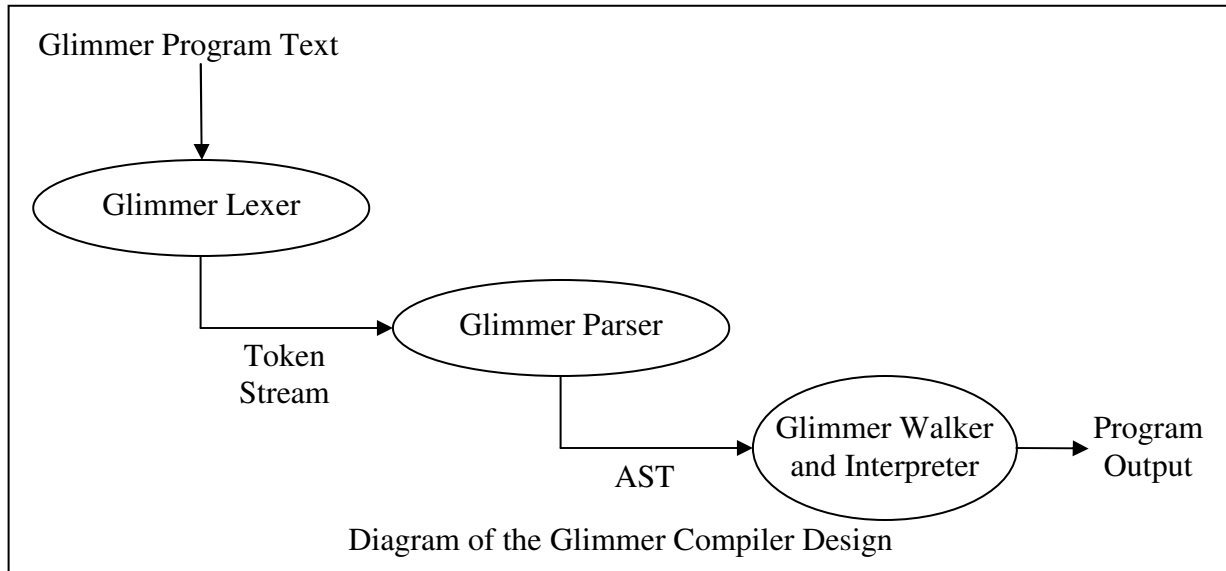 Glimmer Program Text
Glimmer Lexer
Token
Stream
Glimmer Parser
AST
Glimmer Walker
and Interpreter
Program
Output
Diagram of the Glimmer Compiler Design